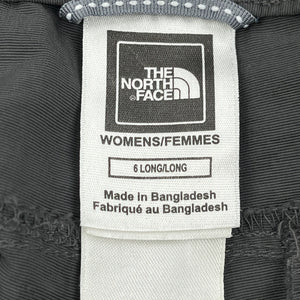 THE
NORTH
FACE
WOMENS/FEMMES
6 LONG/LONG
Made in Bangladesh
Fabriqué au Bangladesh